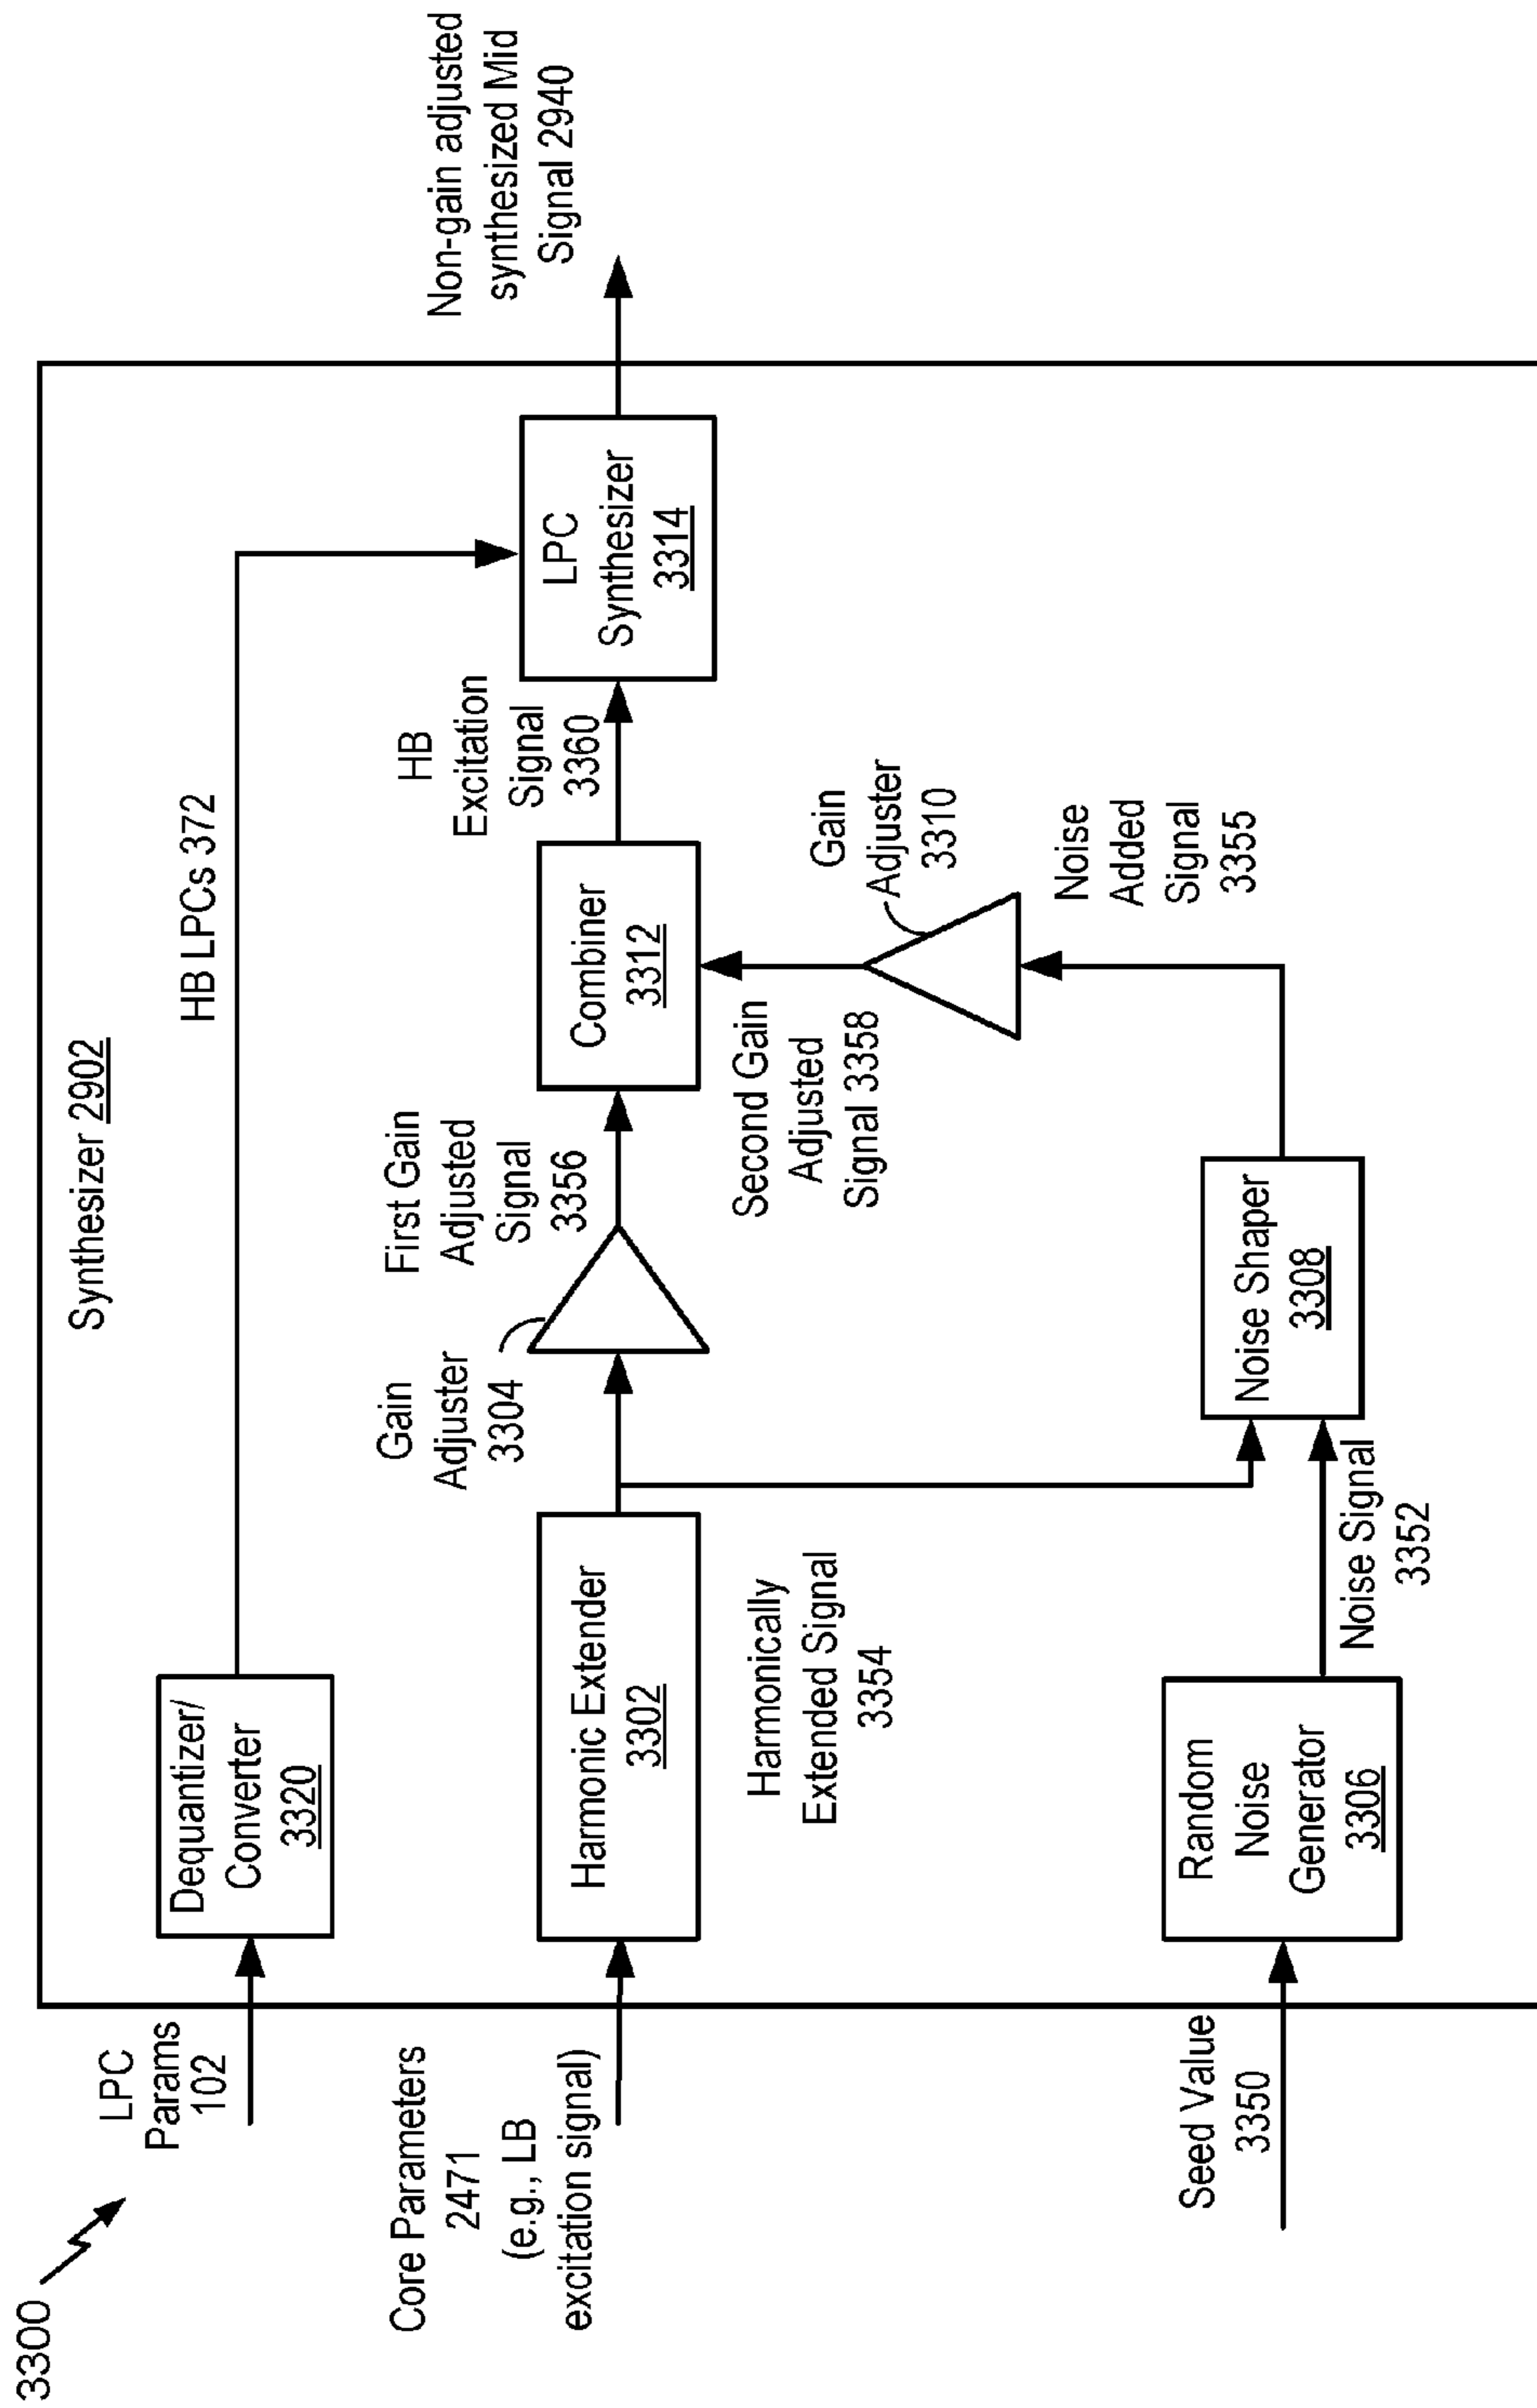 3300
Synthesizer 2902
LPC
Params
102
Dequantizer/
Converter
3320
HB LPCs 372
Core Parameters
2471
(e.g., LB
excitation signal)
Harmonic Extender
3302
Harmonically
Extended Signal
3354
Gain
Adjuster
3304
First Gain
Adjusted
Signal
3356
Combiner
3312
HB
Excitation
Signal
3360
LPC
Synthesizer
3314
Non-gain adjusted
synthesized Mid
Signal 2940
Second Gain
Adjusted
Signal 3358
Gain
Adjuster
3310
Noise
Added
Signal
3355
Seed Value
3350
Random
Noise
Generator
3306
Noise Signal
3352
Noise Shaper
3308